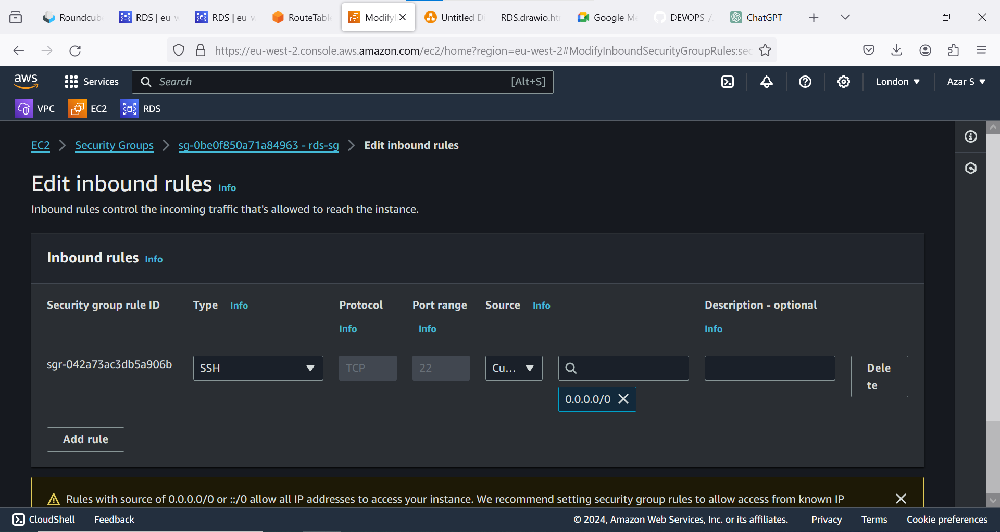 Roundcub
RDS | eu-w
RDS | eu-w
RouteTable
Modify
Untitled D
RDS.drawio.ht
Google M
DEVOPS-/
ChatGPT
https://eu-west-2.console.aws.amazon.com/ec2/home?region=eu-west-2#ModifyInboundSecurityGroupRules:sec
aws
Services
Search
[Alt+S]
London
Azar S
VPC
EC2
RDS
EC2
Security Groups
sg-0be0f850a71a84963 - rds-sg
Edit inbound rules
Edit inbound rules Info
Inbound rules control the incoming traffic that's allowed to reach the instance.
Inbound rules Info
Security group rule ID
Type Info
Protocol
Info
Port range
Info
Source Info
Description - optional
Info
sgr-042a73ac3db5a906b
SSH
TCP
22
Cu...
0.0.0.0/0
Dele
te
Add rule
Rules with source of 0.0.0.0/0 or ::/0 allow all IP addresses to access your instance. We recommend setting security group rules to allow access from known IP
CloudShell
Feedback
© 2024, Amazon Web Services, Inc. or its affiliates.
Privacy
Terms
Cookie preferences